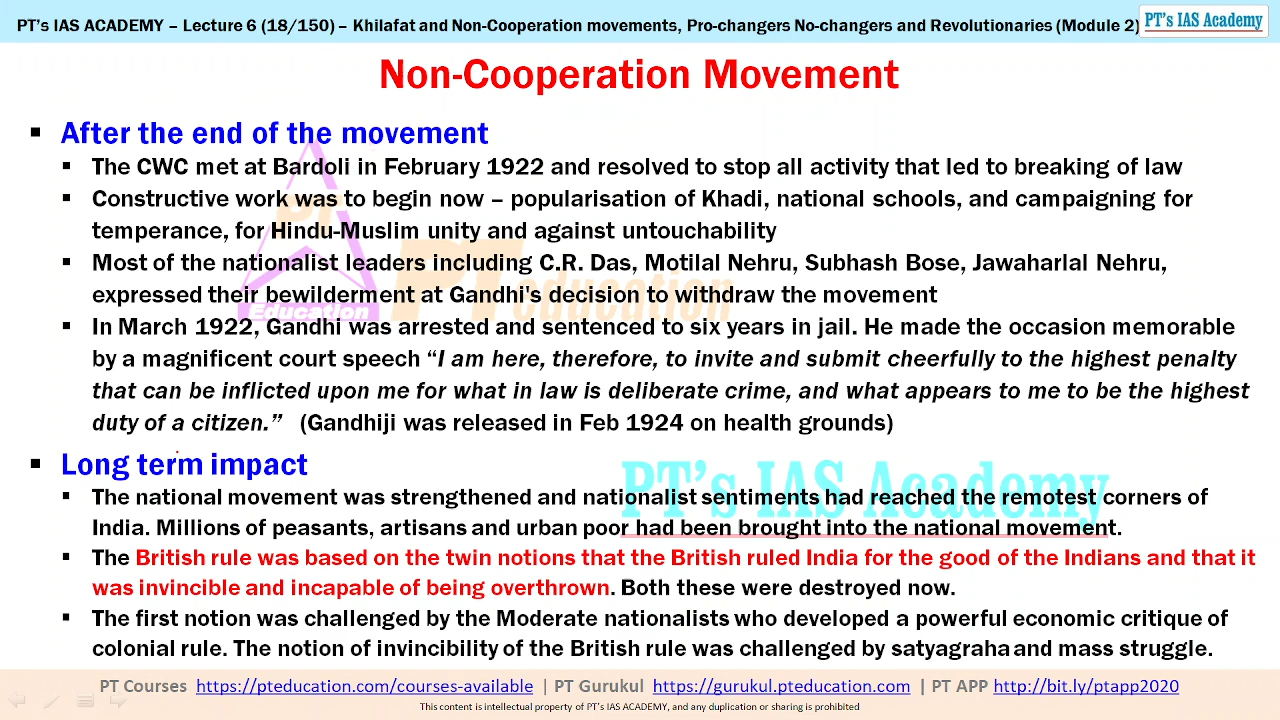 PT's IAS ACADEMY – Lecture 6 (18/150) – Khilafat and Non-Cooperation movements, Pro-changers No-changers and Revolutionaries (Module 2)
PT's IAS Academy
Non-Cooperation Movement
▪ After the end of the movement
▪ The CWC met at Bardoli in February 1922 and resolved to stop all activity that led to breaking of law
▪ Constructive work was to begin now – popularisation of Khadi, national schools, and campaigning for
temperance, for Hindu-Muslim unity and against untouchability
▪ Most of the nationalist leaders including C.R. Das, Motilal Nehru, Subhash Bose, Jawaharlal Nehru,
expressed their bewilderment at Gandhi's decision to withdraw the movement
▪ In March 1922, Gandhi was arrested and sentenced to six years in jail. He made the occasion memorable
by a magnificent court speech “I am here, therefore, to invite and submit cheerfully to the highest penalty
that can be inflicted upon me for what in law is deliberate crime, and what appears to me to be the highest
duty of a citizen.” (Gandhiji was released in Feb 1924 on health grounds)
▪ Long term impact
▪ The national movement was strengthened and nationalist sentiments had reached the remotest corners of
India. Millions of peasants, artisans and urban poor had been brought into the national movement.
▪ The British rule was based on the twin notions that the British ruled India for the good of the Indians and that it
was invincible and incapable of being overthrown. Both these were destroyed now.
▪ The first notion was challenged by the Moderate nationalists who developed a powerful economic critique of
colonial rule. The notion of invincibility of the British rule was challenged by satyagraha and mass struggle.
PT education
PT Education
PT's IAS Academy
PT Courses https://pteducation.com/courses-available | PT Gurukul https://gurukul.pteducation.com | PT APP http://bit.ly/ptapp2020
This content is intellectual property of PT's IAS ACADEMY, and any duplication or sharing is prohibited